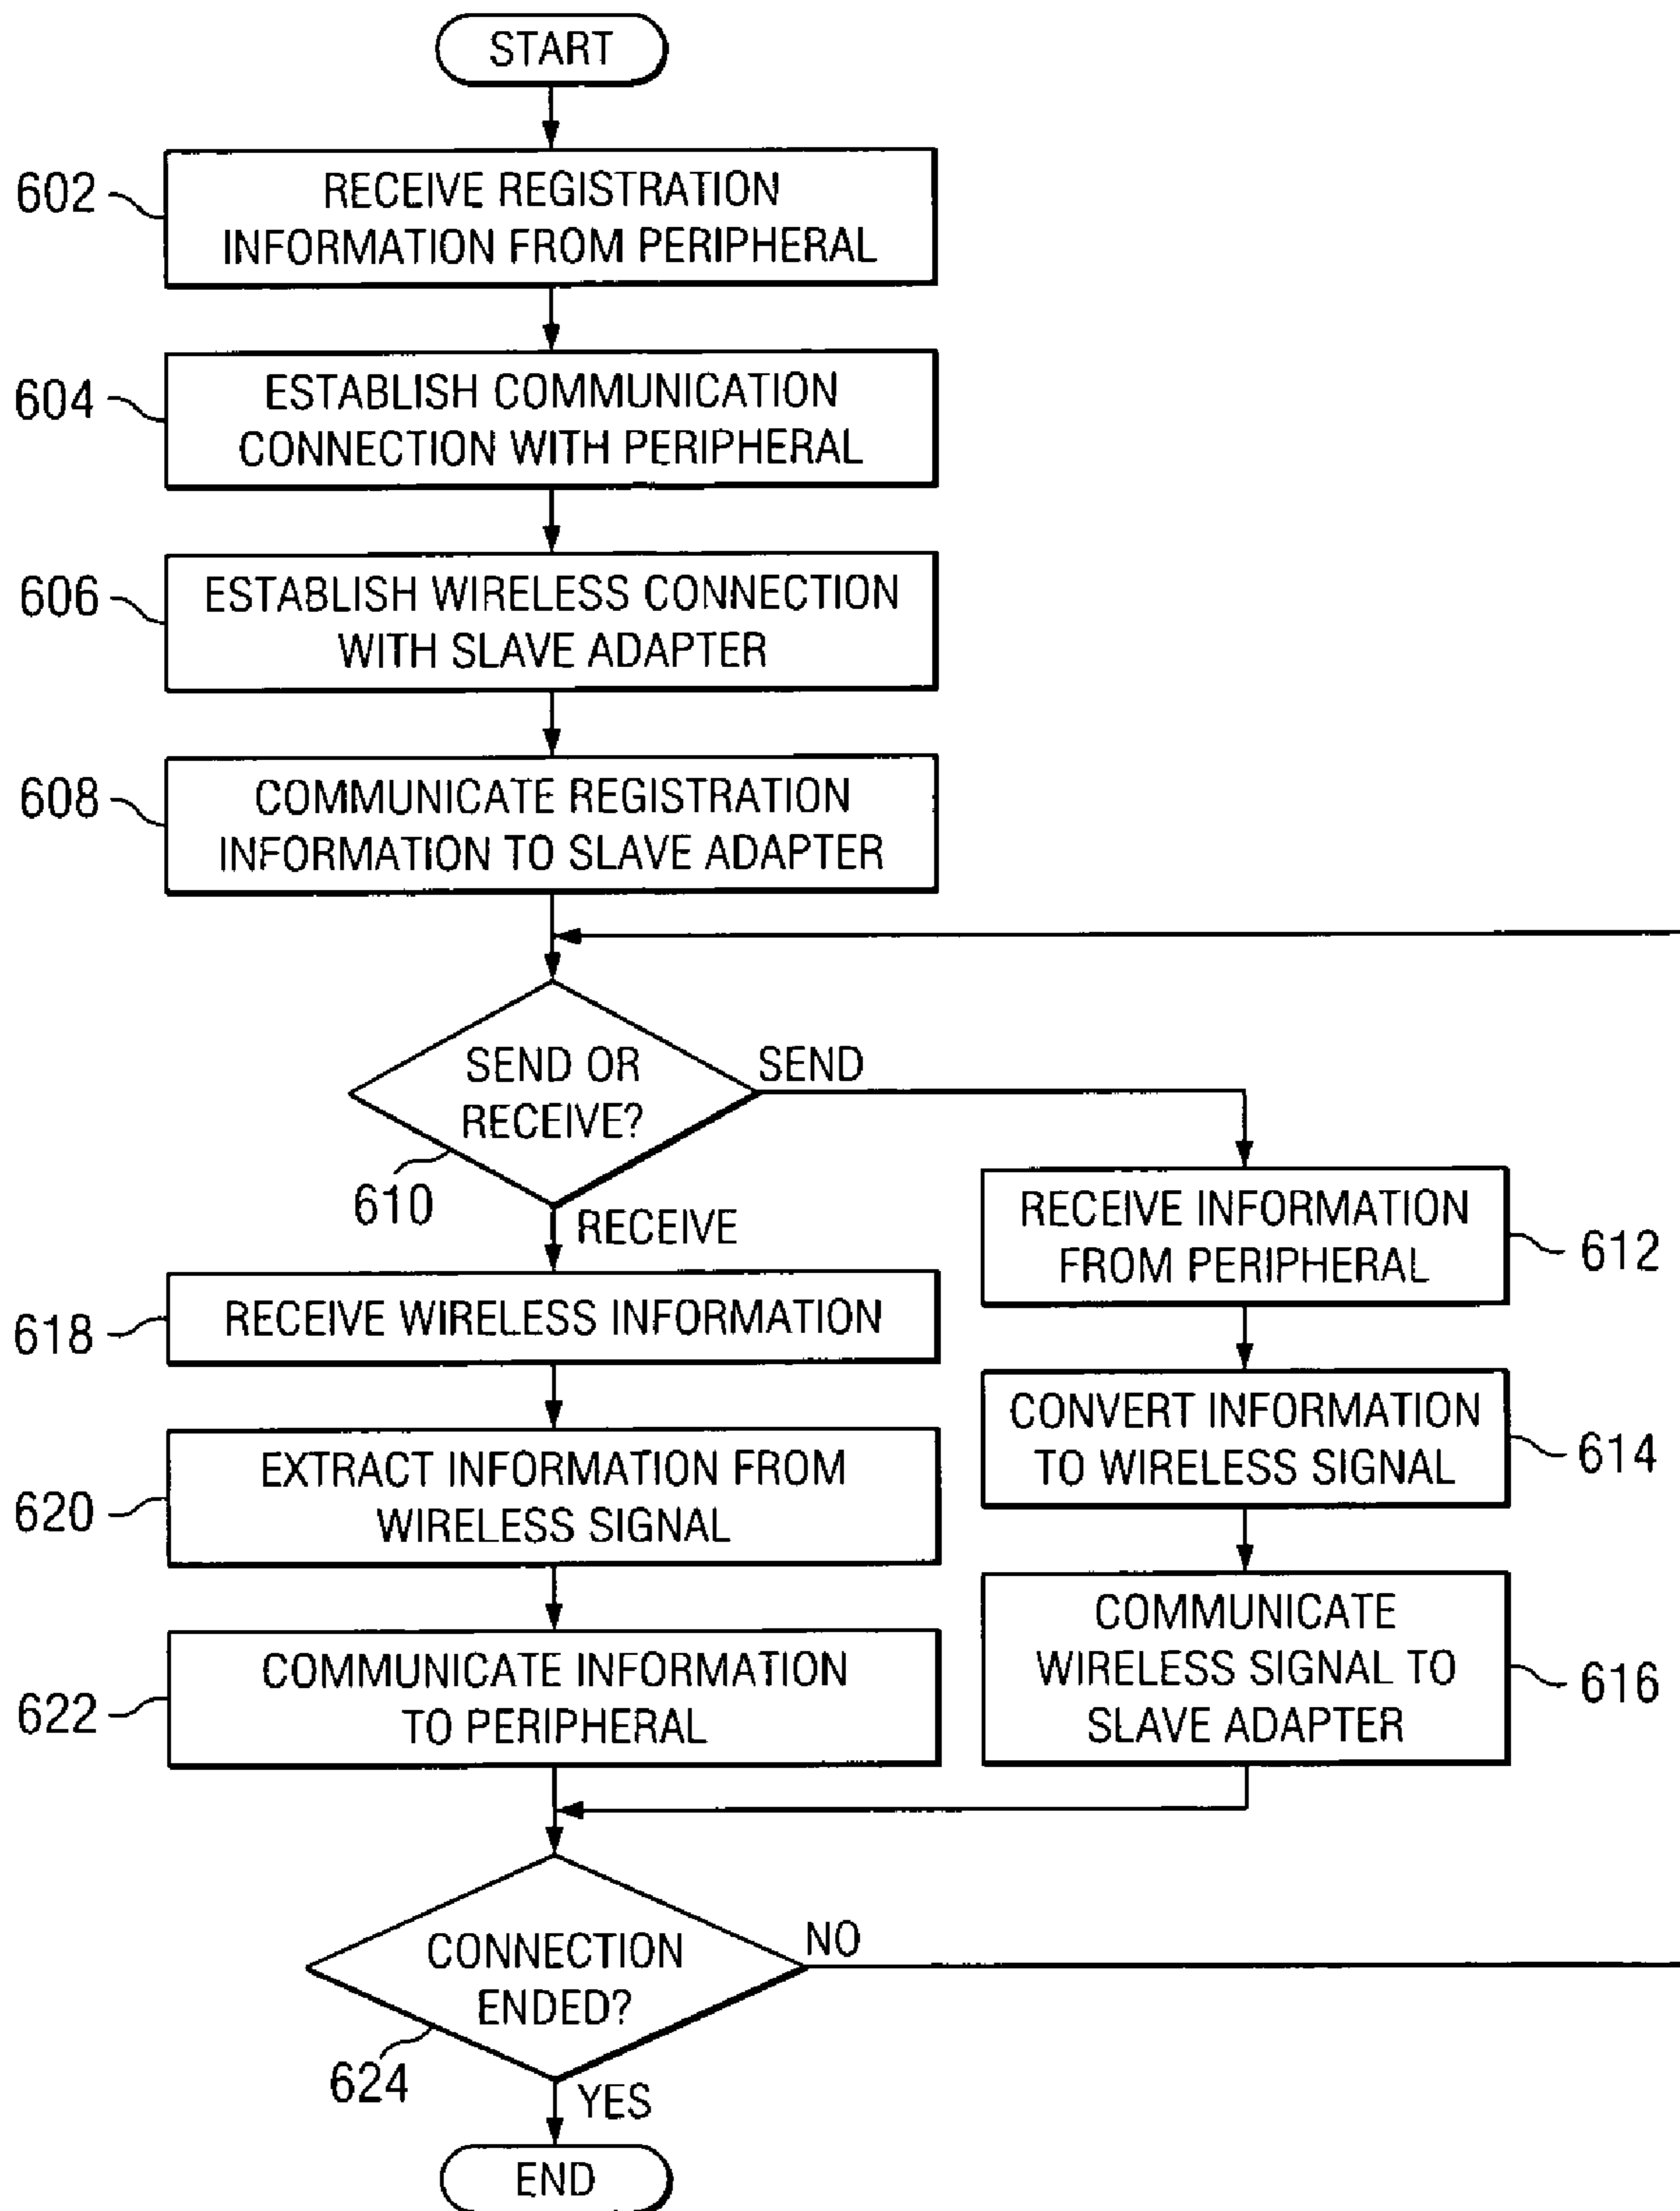 START
602
RECEIVE REGISTRATION
INFORMATION FROM PERIPHERAL
604
ESTABLISH COMMUNICATION
CONNECTION WITH PERIPHERAL
606
ESTABLISH WIRELESS CONNECTION
WITH SLAVE ADAPTER
608
COMMUNICATE REGISTRATION
INFORMATION TO SLAVE ADAPTER
SEND OR
RECEIVE?
SEND
610
RECEIVE
RECEIVE INFORMATION
FROM PERIPHERAL
612
618
RECEIVE WIRELESS INFORMATION
CONVERT INFORMATION
TO WIRELESS SIGNAL
614
620
EXTRACT INFORMATION FROM
WIRELESS SIGNAL
COMMUNICATE
WIRELESS SIGNAL TO
SLAVE ADAPTER
616
622
COMMUNICATE INFORMATION
TO PERIPHERAL
CONNECTION
ENDED?
NO
624
YES
END